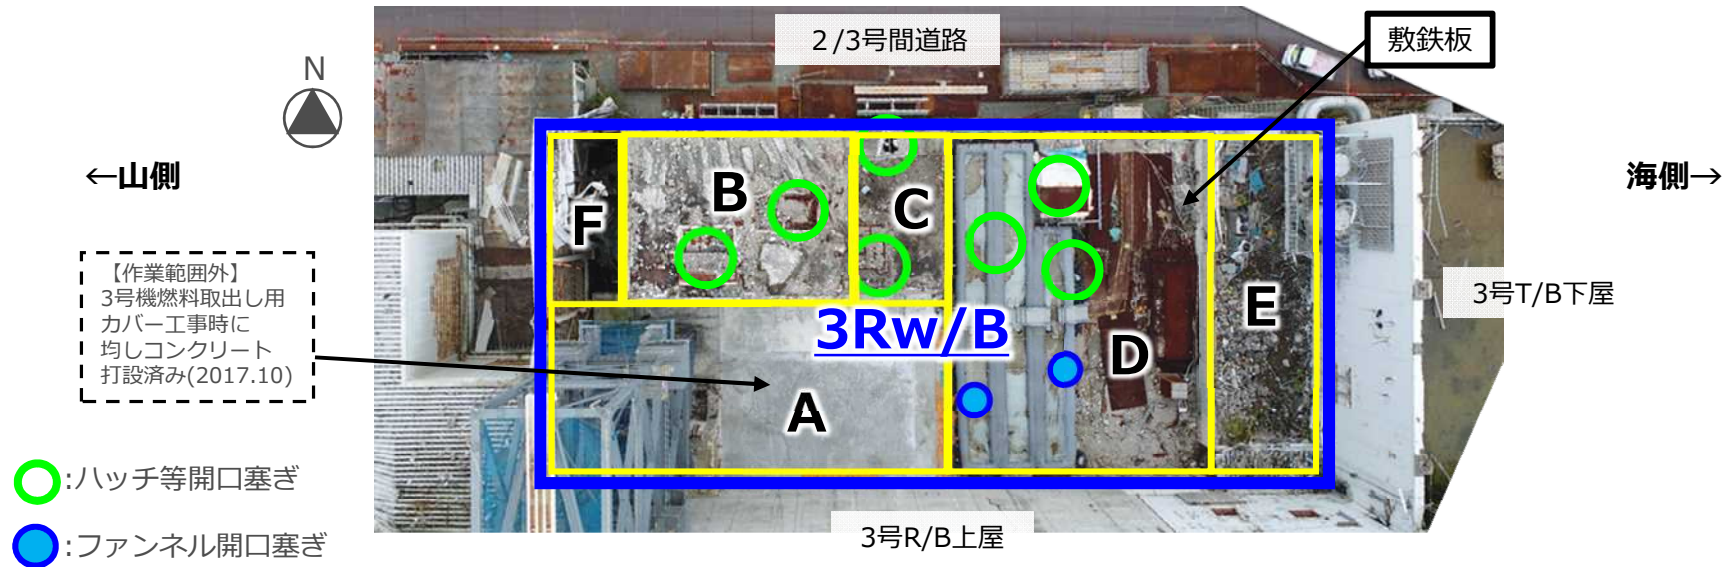 2/3号間道路
敷鉄板
N
←山側
海側→
B
C
F
【作業範囲外】
3号機燃料取出し用
カバー工事時に
均しコンクリート
打設済み(2017.10)
E
3号T/B下屋
3Rw/B
D
A
:ハッチ等開口塞ぎ
:ファンネル開口塞ぎ
3号R/B上屋